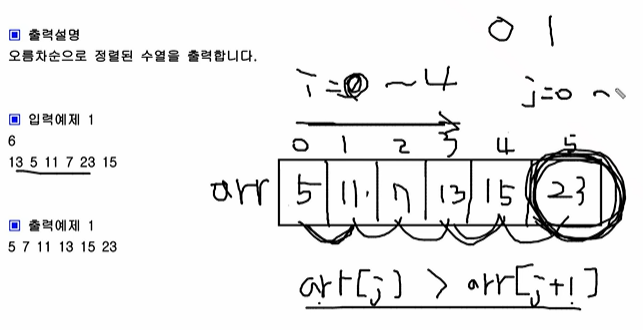 ▣ 출력설명
오름차순으로 정렬된 수열을 출력합니다.
▣ 입력예제 1
6
13 5 11 7 23 15
▣ 출력예제 1
5 7 11 13 15 23
0 1
i=0 ~ 4
j=0 ~
0 1 2 3 4 5
arr 5 11 7 13 15 23
arr[j] > arr[j+1]